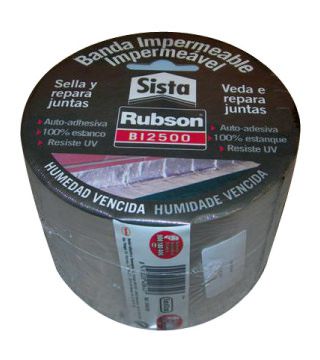 Banda Impermeable
Impermeável
Sella y
repara
juntas
Auto-adhesiva
100% estanco
Resiste UV
Sista
Rubson
BI2500
Veda e
repara
juntas
Auto-adesiva
100% estanque
Resiste UV
HUMEDAD VENCIDA
HUMIDADE VENCIDA